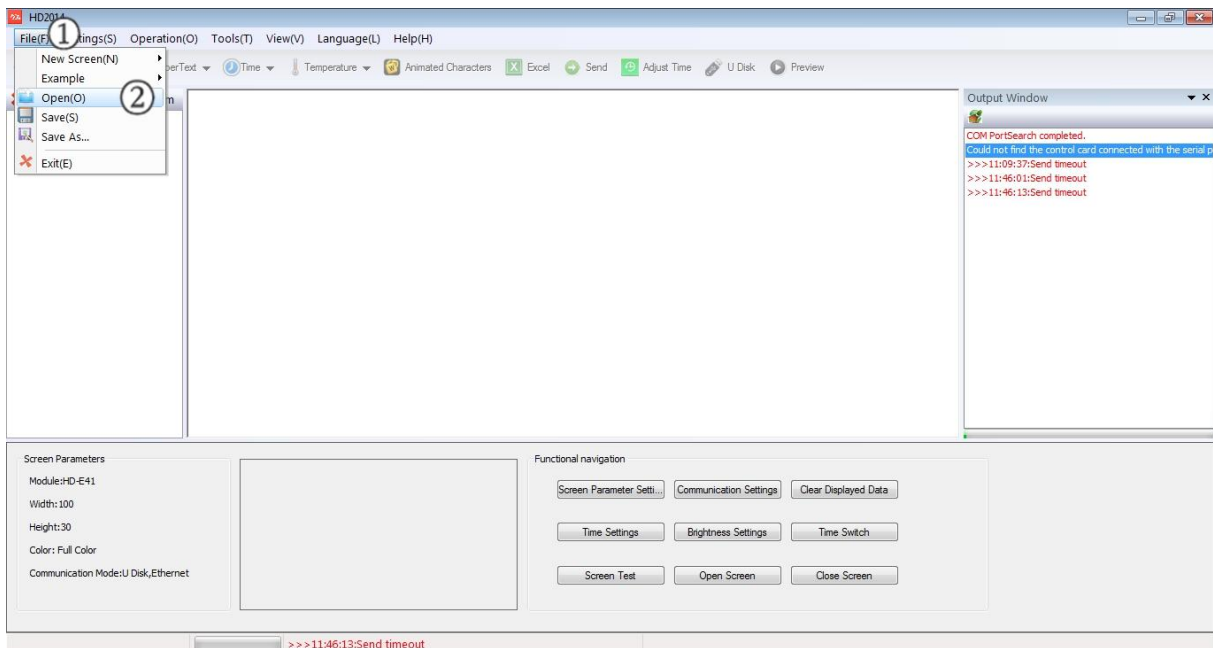 HD2014
File(F) tings(S) Operation(O) Tools(T) View(V) Language(L) Help(H)
①
New Screen(N)
Example
Open(O)
②
Save(S)
Save As...
Exit(E)
perText Time Temperature Animated Characters Excel Send Adjust Time U Disk Preview
m
Output Window
COM PortSearch completed.
Could not find the control card connected with the serial p
>>>11:09:37:Send timeout
>>>11:46:01:Send timeout
>>>11:46:13:Send timeout
Screen Parameters
Module:HD-E41
Width:100
Height:30
Color: Full Color
Communication Mode:U Disk,Ethernet
Functional navigation
Screen Parameter Setti... Communication Settings Clear Displayed Data
Time Settings Brightness Settings Time Switch
Screen Test Open Screen Close Screen
>>>11:46:13:Send timeout